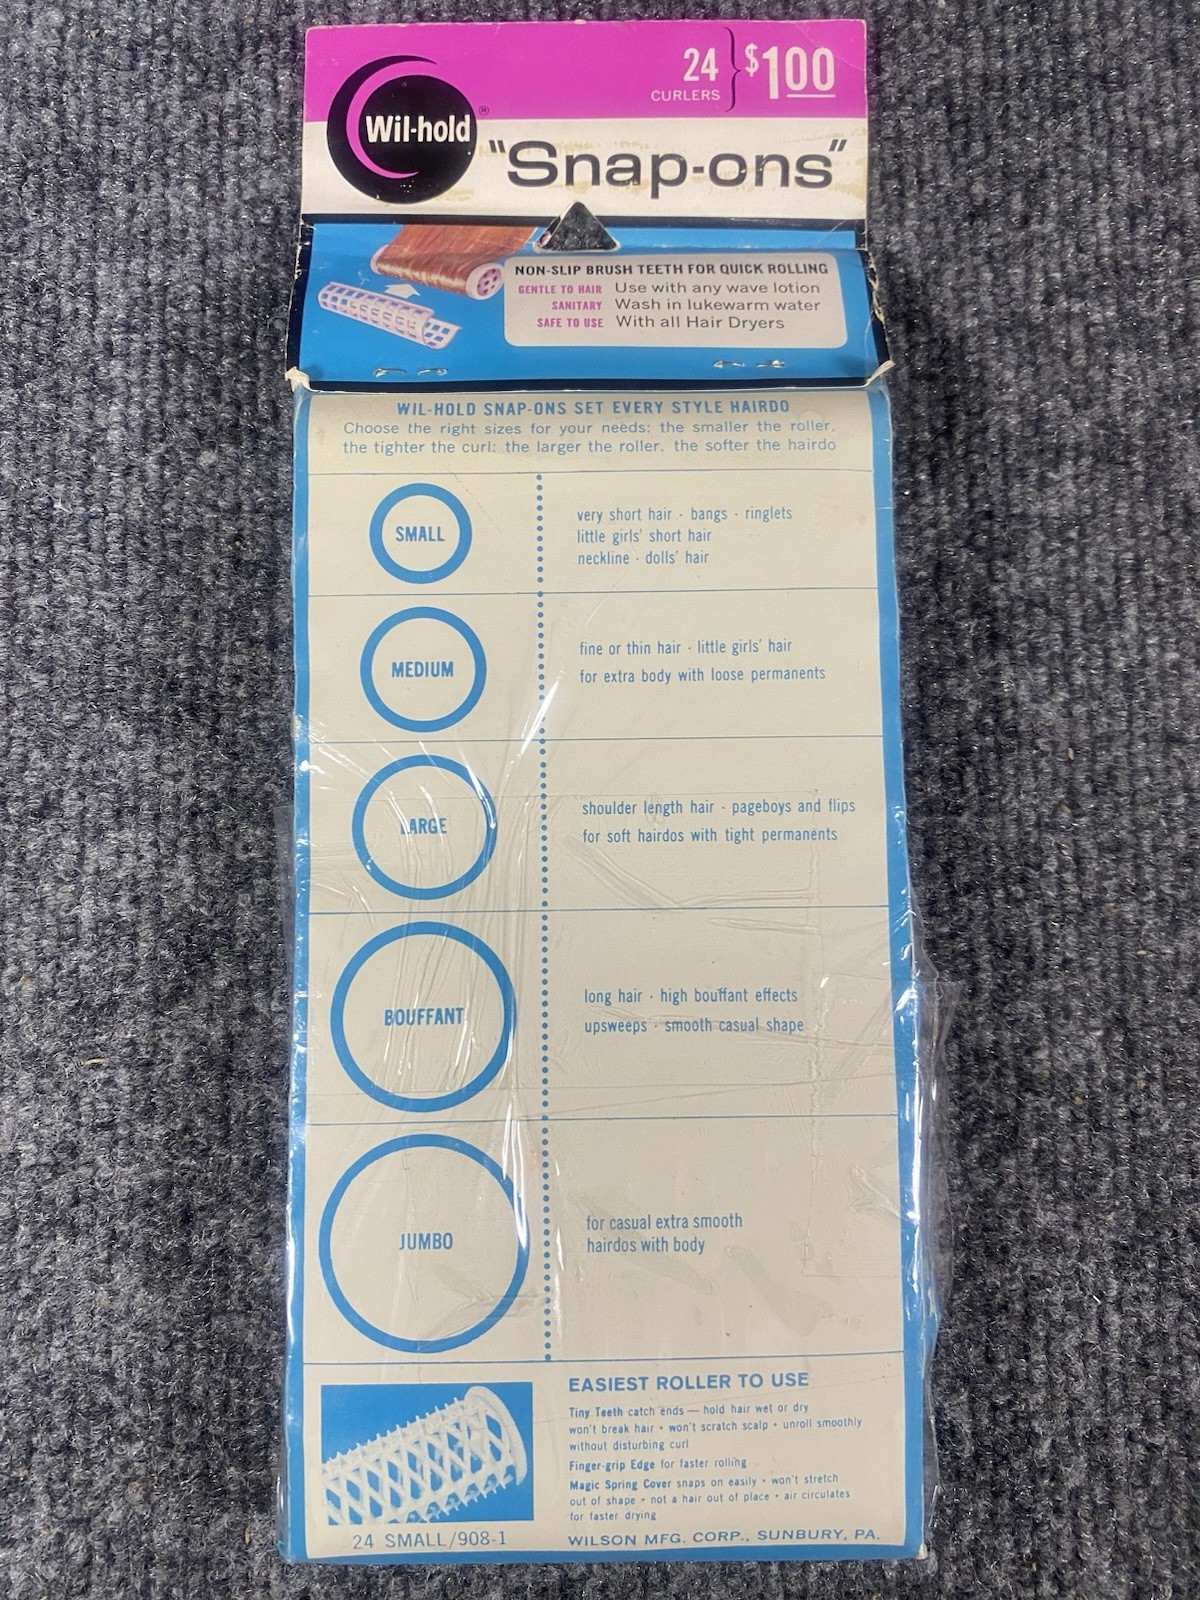 24 CURLERS } $1.00
Wil-hold®
"Snap-ons"
NON-SLIP BRUSH TEETH FOR QUICK ROLLING
GENTLE TO HAIR Use with any wave lotion
SANITARY Wash in lukewarm water
SAFE TO USE With all Hair Dryers
WIL-HOLD SNAP-ONS SET EVERY STYLE HAIRDO
Choose the right sizes for your needs: the smaller the roller,
the tighter the curl: the larger the roller, the softer the hairdo
SMALL
very short hair · bangs · ringlets
little girls' short hair
neckline · dolls' hair
MEDIUM
fine or thin hair · little girls' hair
for extra body with loose permanents
LARGE
shoulder length hair · pageboys and flips
for soft hairdos with tight permanents
BOUFFANT
long hair · high bouffant effects
upsweeps · smooth casual shape
JUMBO
for casual extra smooth
hairdos with body
EASIEST ROLLER TO USE
Tiny Teeth catch ends — hold hair wet or dry
won't break hair • won't scratch scalp • unroll smoothly
without disturbing curl
Finger-grip Edge for faster rolling
Magic Spring Cover snaps on easily • won't stretch
out of shape • not a hair out of place • air circulates
for faster drying
24 SMALL/908-1
WILSON MFG. CORP., SUNBURY, PA.